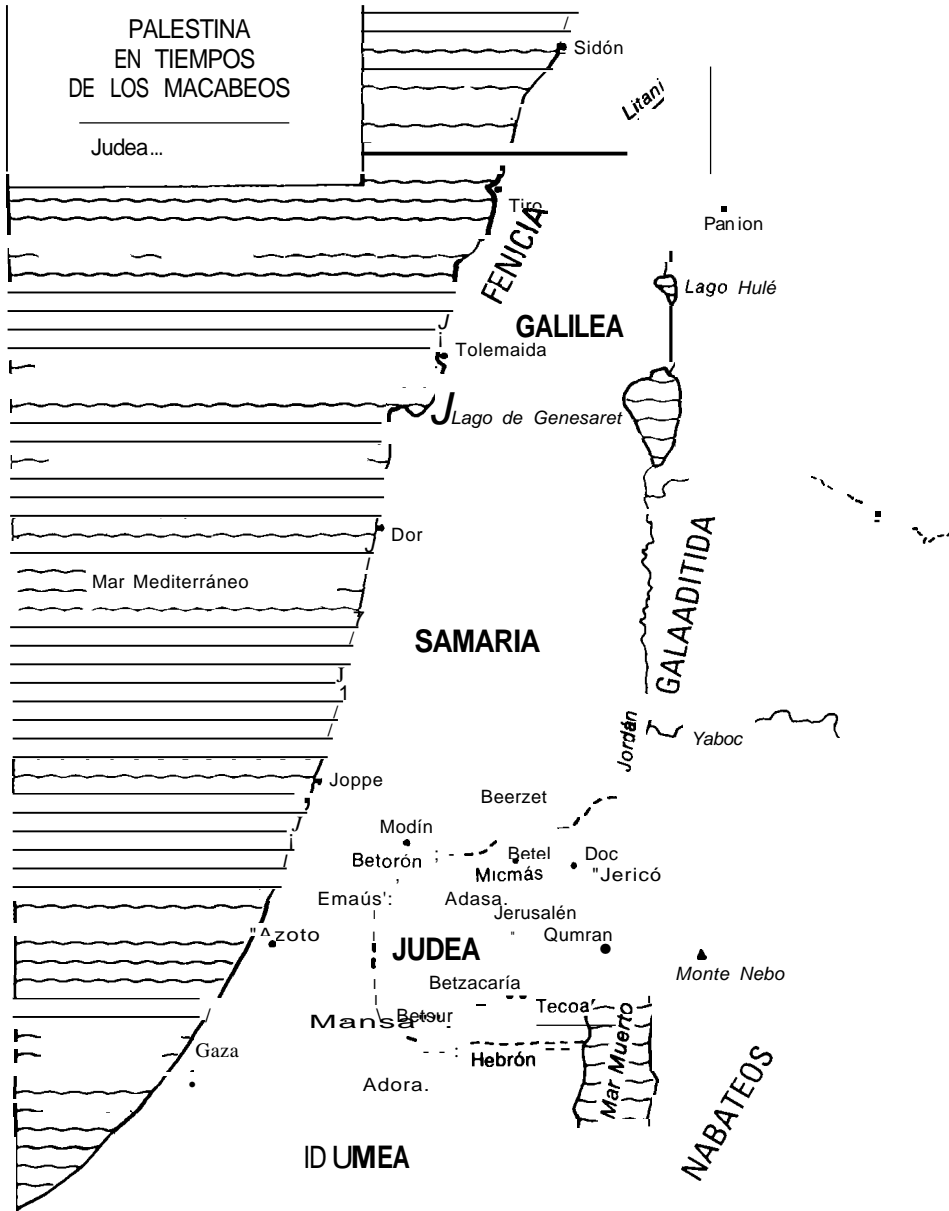 PALESTINA
EN TIEMPOS
DE LOS MACABEOS
Judea...
Sidón
Litani
Tiro
Panion
FENICIA
Lago Hulé
GALILEA
Tolemaida
Lago de Genesaret
Dor
Mar Mediterráneo
GALAADITIDA
SAMARIA
Jordán
Yaboc
Joppe
Beerzet
Modín
Betorón
Betel
Doc
Micmás
"Jericó
Emaús':
Adasa.
Jerusalén
"^zoto
JUDEA
Qumran
Monte Nebo
Betzacaría
Tecoa
Betsur
Mansa"':
Gaza
Hebrón
Mar Muerto
Adora.
NABATEOS
IDUMEA